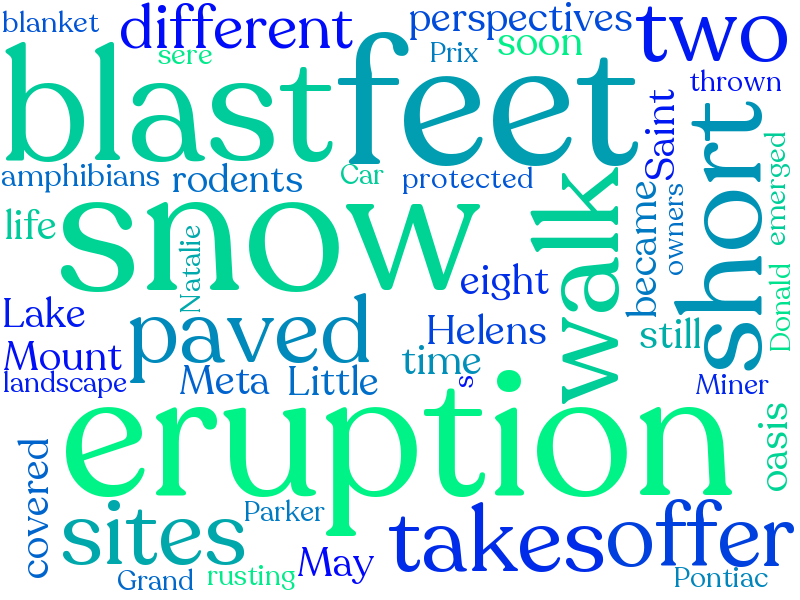 blanket
different
perspectives
two
sere
Prix
soon
thrown
blast
feet
Saint
short
amphibians
rodents
Car
protected
walk
became
owners
emerged
life
snow
Natalie
eight
Donald
Lake
paved
Helens
still
Mount
time
landscape
Meta
Little
s
Miner
eruption
oasis
covered
sites
Parker
takes
offer
May
Grand
rusting
Pontiac